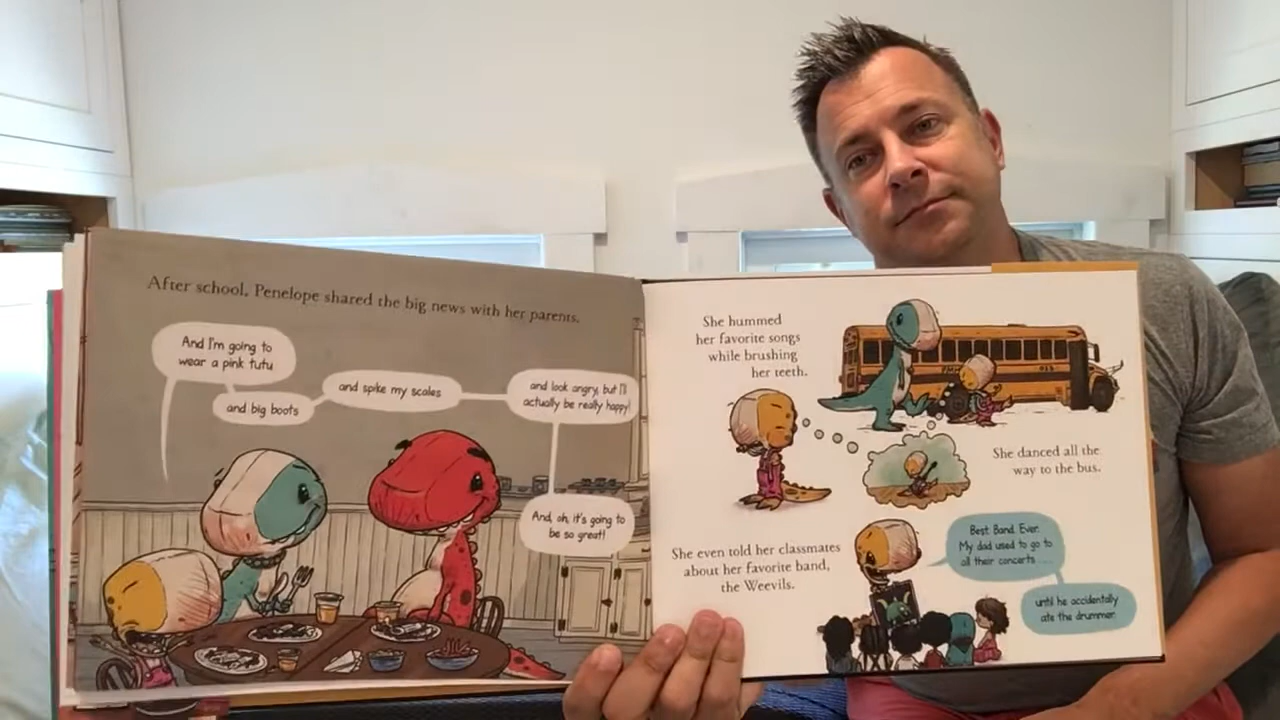 After school, Penelope shared the big news with her parents.
And I'm going to
wear a pink tutu
and big boots
and spike my scales
and look angry, but I'll
actually be really happy!
And, oh, it's going to
be so great!
She hummed
her favorite songs
while brushing
her teeth.
She danced all the
way to the bus.
She even told her classmates
about her favorite band,
the Weevils.
Best. Band. Ever.
My dad used to go to
all their concerts . . .
until he accidentally
ate the drummer.